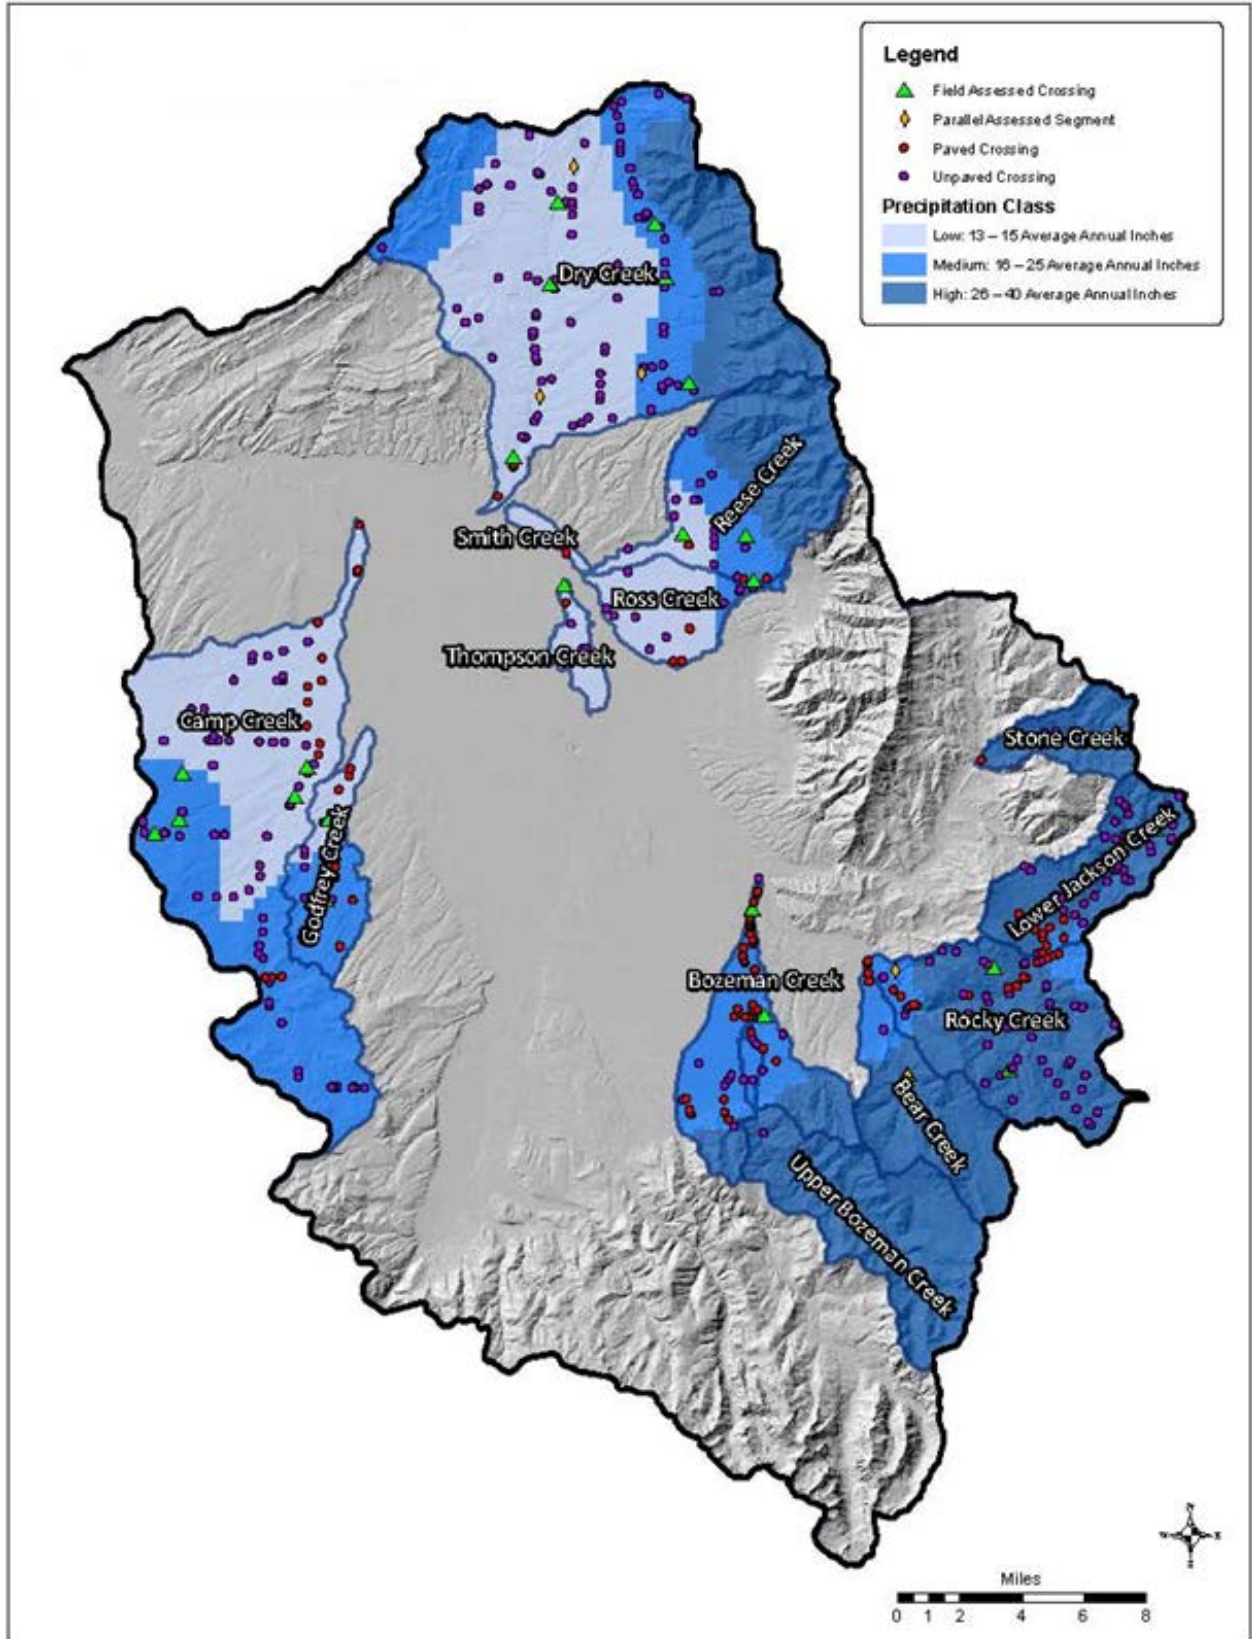 Legend
Field Assessed Crossing
Parallel Assessed Segment
Paved Crossing
Unpaved Crossing
Precipitation Class
Low: 13 – 15 Average Annual Inches
Medium: 16 – 25 Average Annual Inches
High: 26 – 40 Average Annual Inches
Dry Creek
Reese Creek
Smith Creek
Ross Creek
Thompson Creek
Camp Creek
Stone Creek
Godfrey Creek
Lower Jackson Creek
Bozeman Creek
Rocky Creek
Bear Creek
Upper Bozeman Creek
N
W E
S
Miles
0 1 2 4 6 8